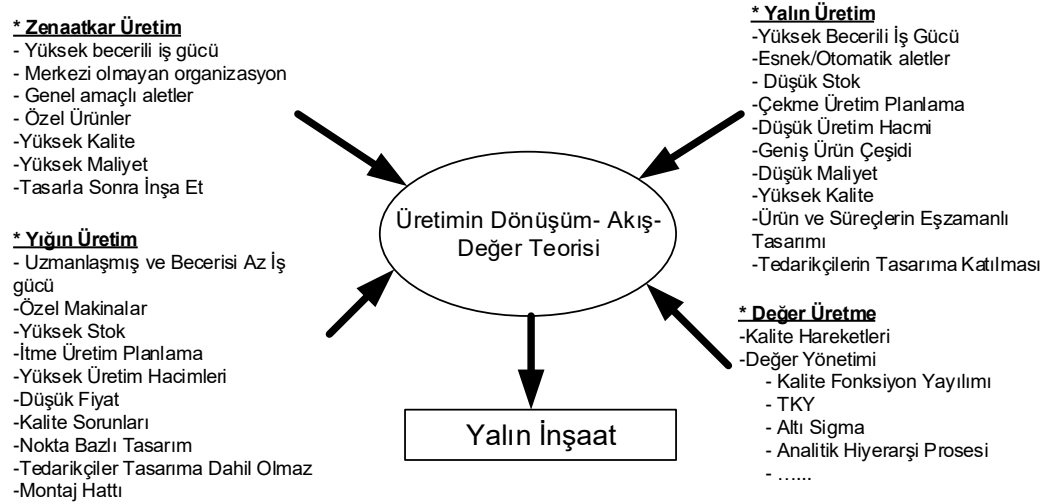 * Zenaatkar Üretim
- Yüksek becerili iş gücü
- Merkezi olmayan organizasyon
- Genel amaçlı aletler
- Özel Ürünler
-Yüksek Kalite
-Yüksek Maliyet
-Tasarla Sonra İnşa Et
* Yığın Üretim
- Uzmanlaşmış ve Becerisi Az İş
gücü
-Özel Makinalar
-Yüksek Stok
-İtme Üretim Planlama
-Yüksek Üretim Hacimleri
-Düşük Fiyat
-Kalite Sorunları
-Nokta Bazlı Tasarım
-Tedarikçiler Tasarıma Dahil Olmaz
-Montaj Hattı
Üretimin Dönüşüm- Akış-
Değer Teorisi
Yalın İnşaat
* Yalın Üretim
-Yüksek Becerili İş Gücü
-Esnek/Otomatik aletler
- Düşük Stok
-Çekme Üretim Planlama
-Düşük Üretim Hacmi
-Geniş Ürün Çeşidi
-Düşük Maliyet
-Yüksek Kalite
-Ürün ve Süreçlerin Eşzamanlı
Tasarımı
-Tedarikçilerin Tasarıma Katılması
* Değer Üretme
-Kalite Hareketleri
-Değer Yönetimi
- Kalite Fonksiyon Yayılımı
- TKY
- Altı Sigma
- Analitik Hiyerarşi Prosesi
- …...